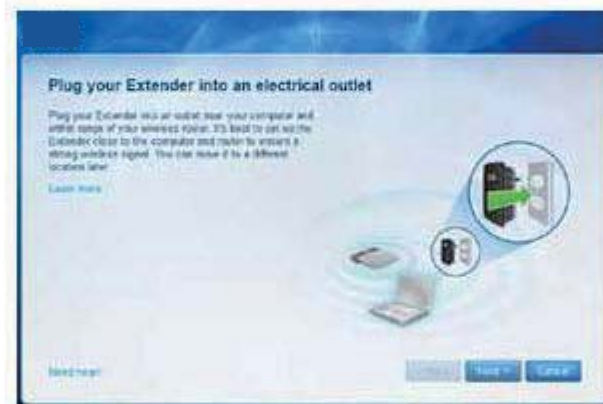 Plug your Extender into an electrical outlet
Plug your Extender into an outlet near your computer and
within range of your wireless router. It's best to set up the
Extender close to the computer and router to ensure a
strong wireless signal. You can move it to a different
location later.
Learn more
Need help?
Next >
Cancel